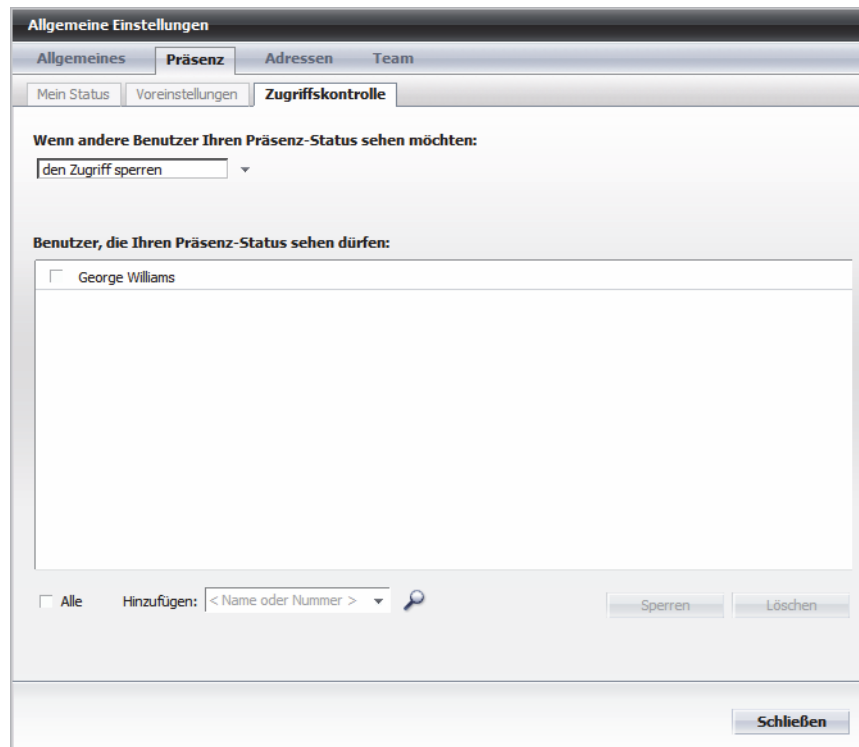 Allgemeine Einstellungen
Allgemeines Präsenz Adressen Team
Mein Status Voreinstellungen Zugriffskontrolle
Wenn andere Benutzer Ihren Präsenz-Status sehen möchten:
den Zugriff sperren
Benutzer, die Ihren Präsenz-Status sehen dürfen:
George Williams
Alle Hinzufügen: < Name oder Nummer > Sperren Löschen
Schließen